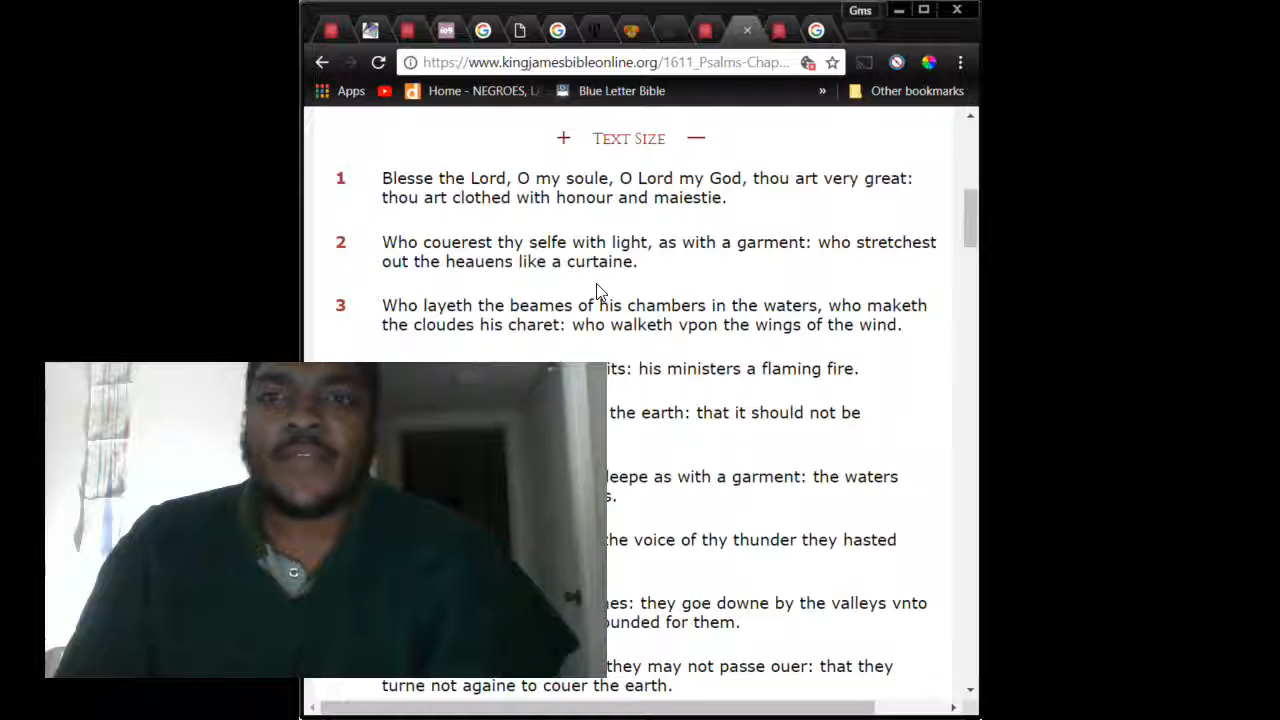 Gms
https://www.kingjamesbibleonline.org/1611_Psalms-Chap...
Apps
Home - NEGROES, L
Blue Letter Bible
»
Other bookmarks
+ TEXT SIZE —
1 Blesse the Lord, O my soule, O Lord my God, thou art very great:
thou art clothed with honour and maiestie.
2 Who couerest thy selfe with light, as with a garment: who stretchest
out the heauens like a curtaine.
3 Who layeth the beames of his chambers in the waters, who maketh
the cloudes his charet: who walketh vpon the wings of the wind.
its: his ministers a flaming fire.
the earth: that it should not be
leepe as with a garment: the waters
s.
the voice of thy thunder they hasted
nes: they goe downe by the valleys vnto
ounded for them.
they may not passe ouer: that they
turne not againe to couer the earth.